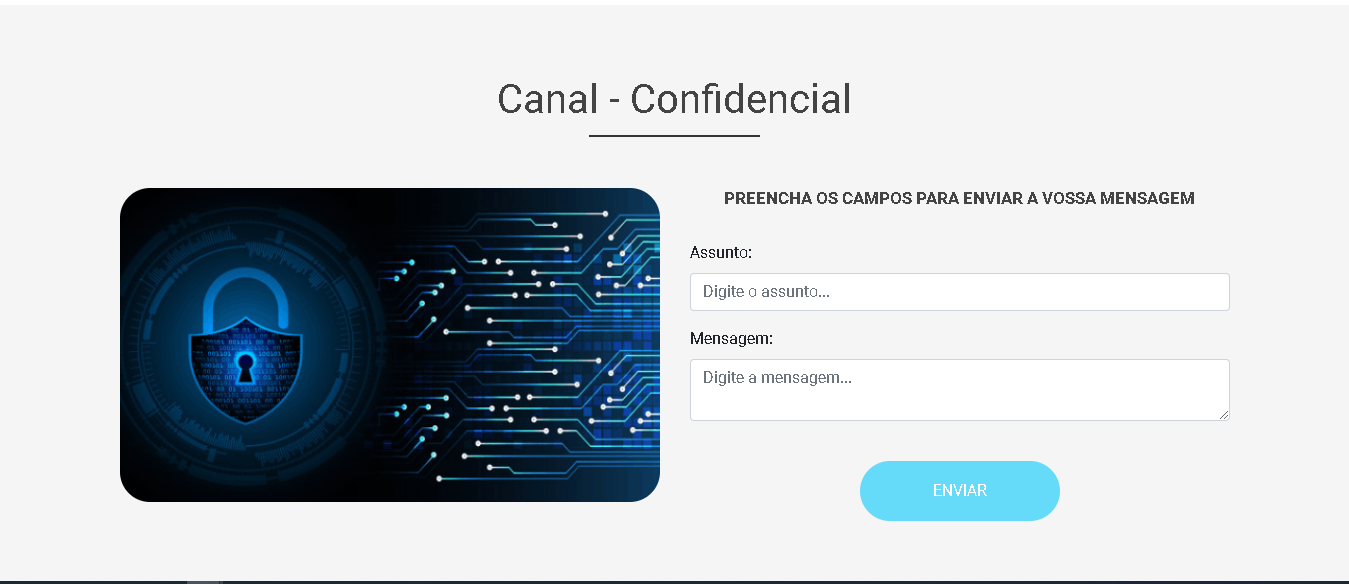 Canal - Confidencial
PREENCHA OS CAMPOS PARA ENVIAR A VOSSA MENSAGEM
Assunto:
Digite o assunto...
Mensagem:
Digite a mensagem...
ENVIAR